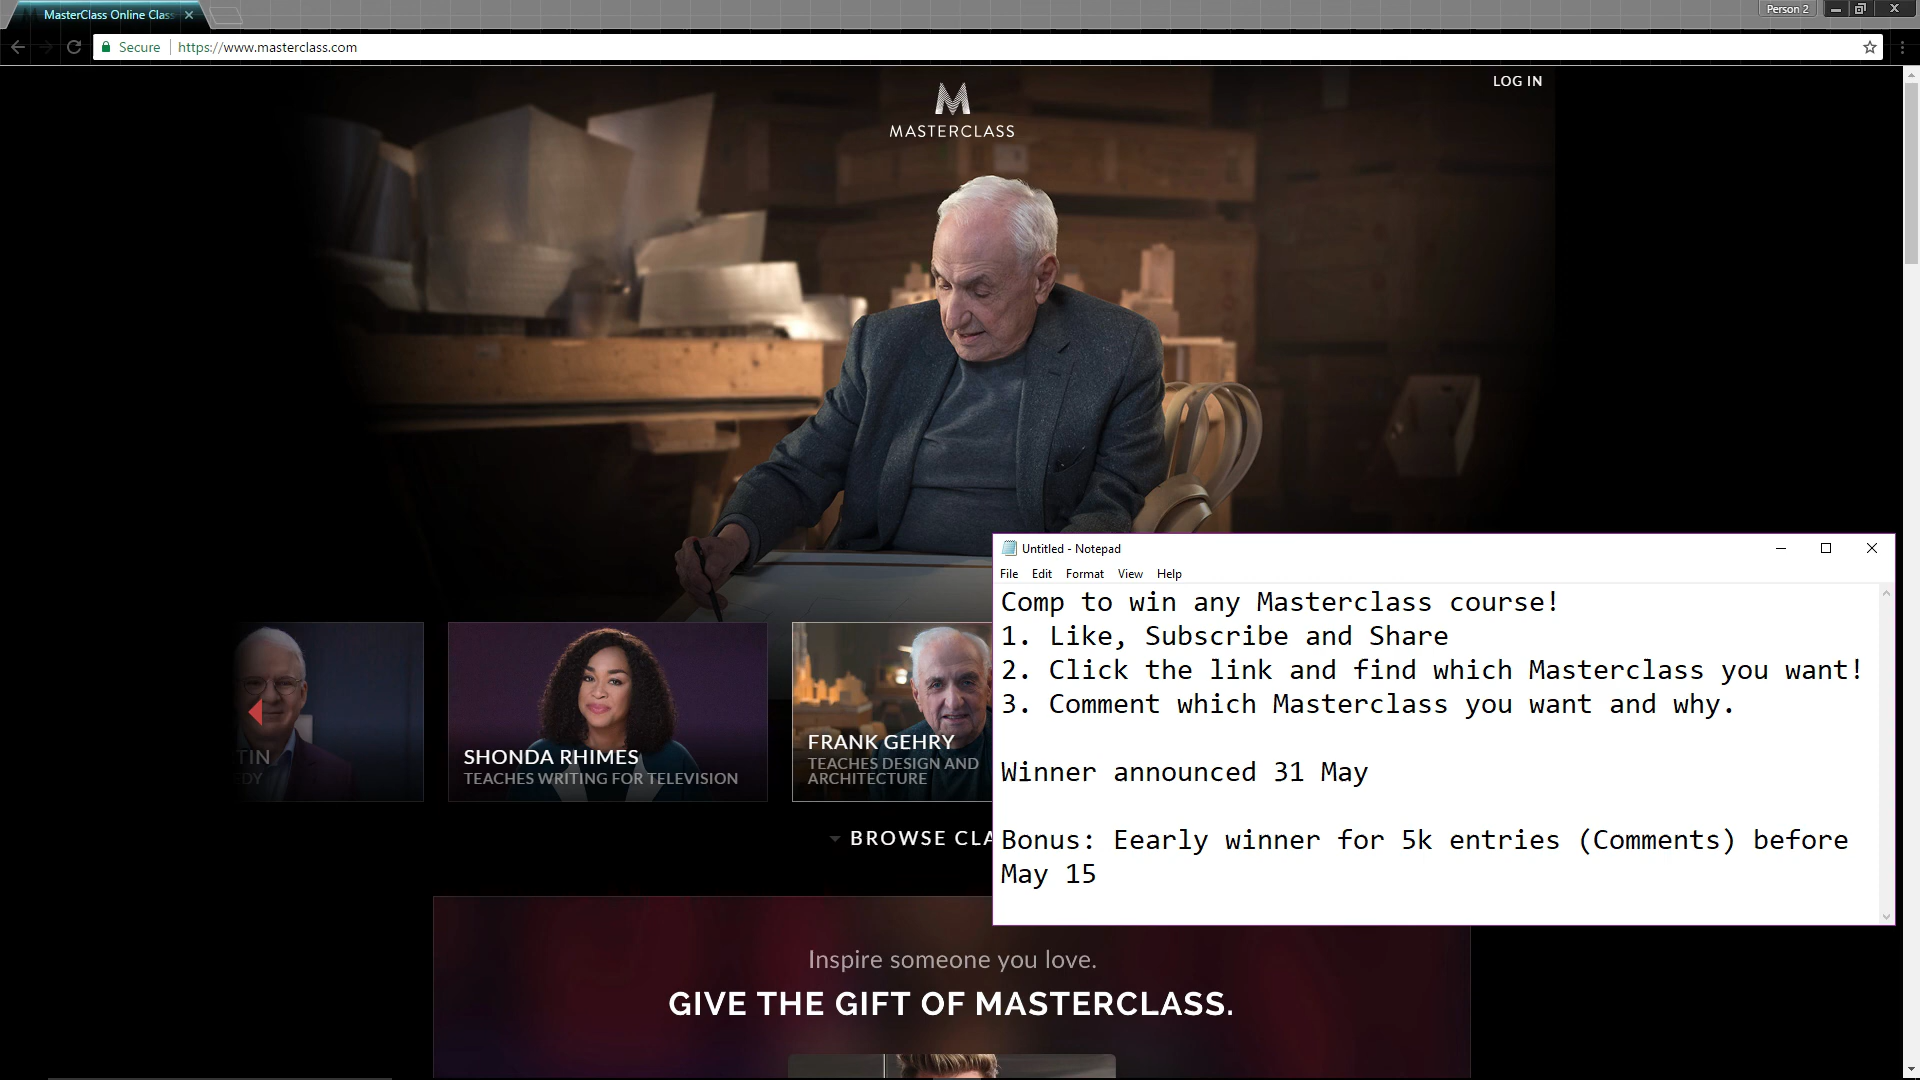 MasterClass Online Clas
Person 2
Secure
https://www.masterclass.com
LOG IN
MASTERCLASS
Untitled - Notepad
File Edit Format View Help
Comp to win any Masterclass course!
1. Like, Subscribe and Share
2. Click the link and find which Masterclass you want!
3. Comment which Masterclass you want and why.
Winner announced 31 May
Bonus: Eearly winner for 5k entries (Comments) before
May 15
TIN
EDY
SHONDA RHIMES
TEACHES WRITING FOR TELEVISION
FRANK GEHRY
TEACHES DESIGN AND
ARCHITECTURE
BROWSE CLA
Inspire someone you love.
GIVE THE GIFT OF MASTERCLASS.